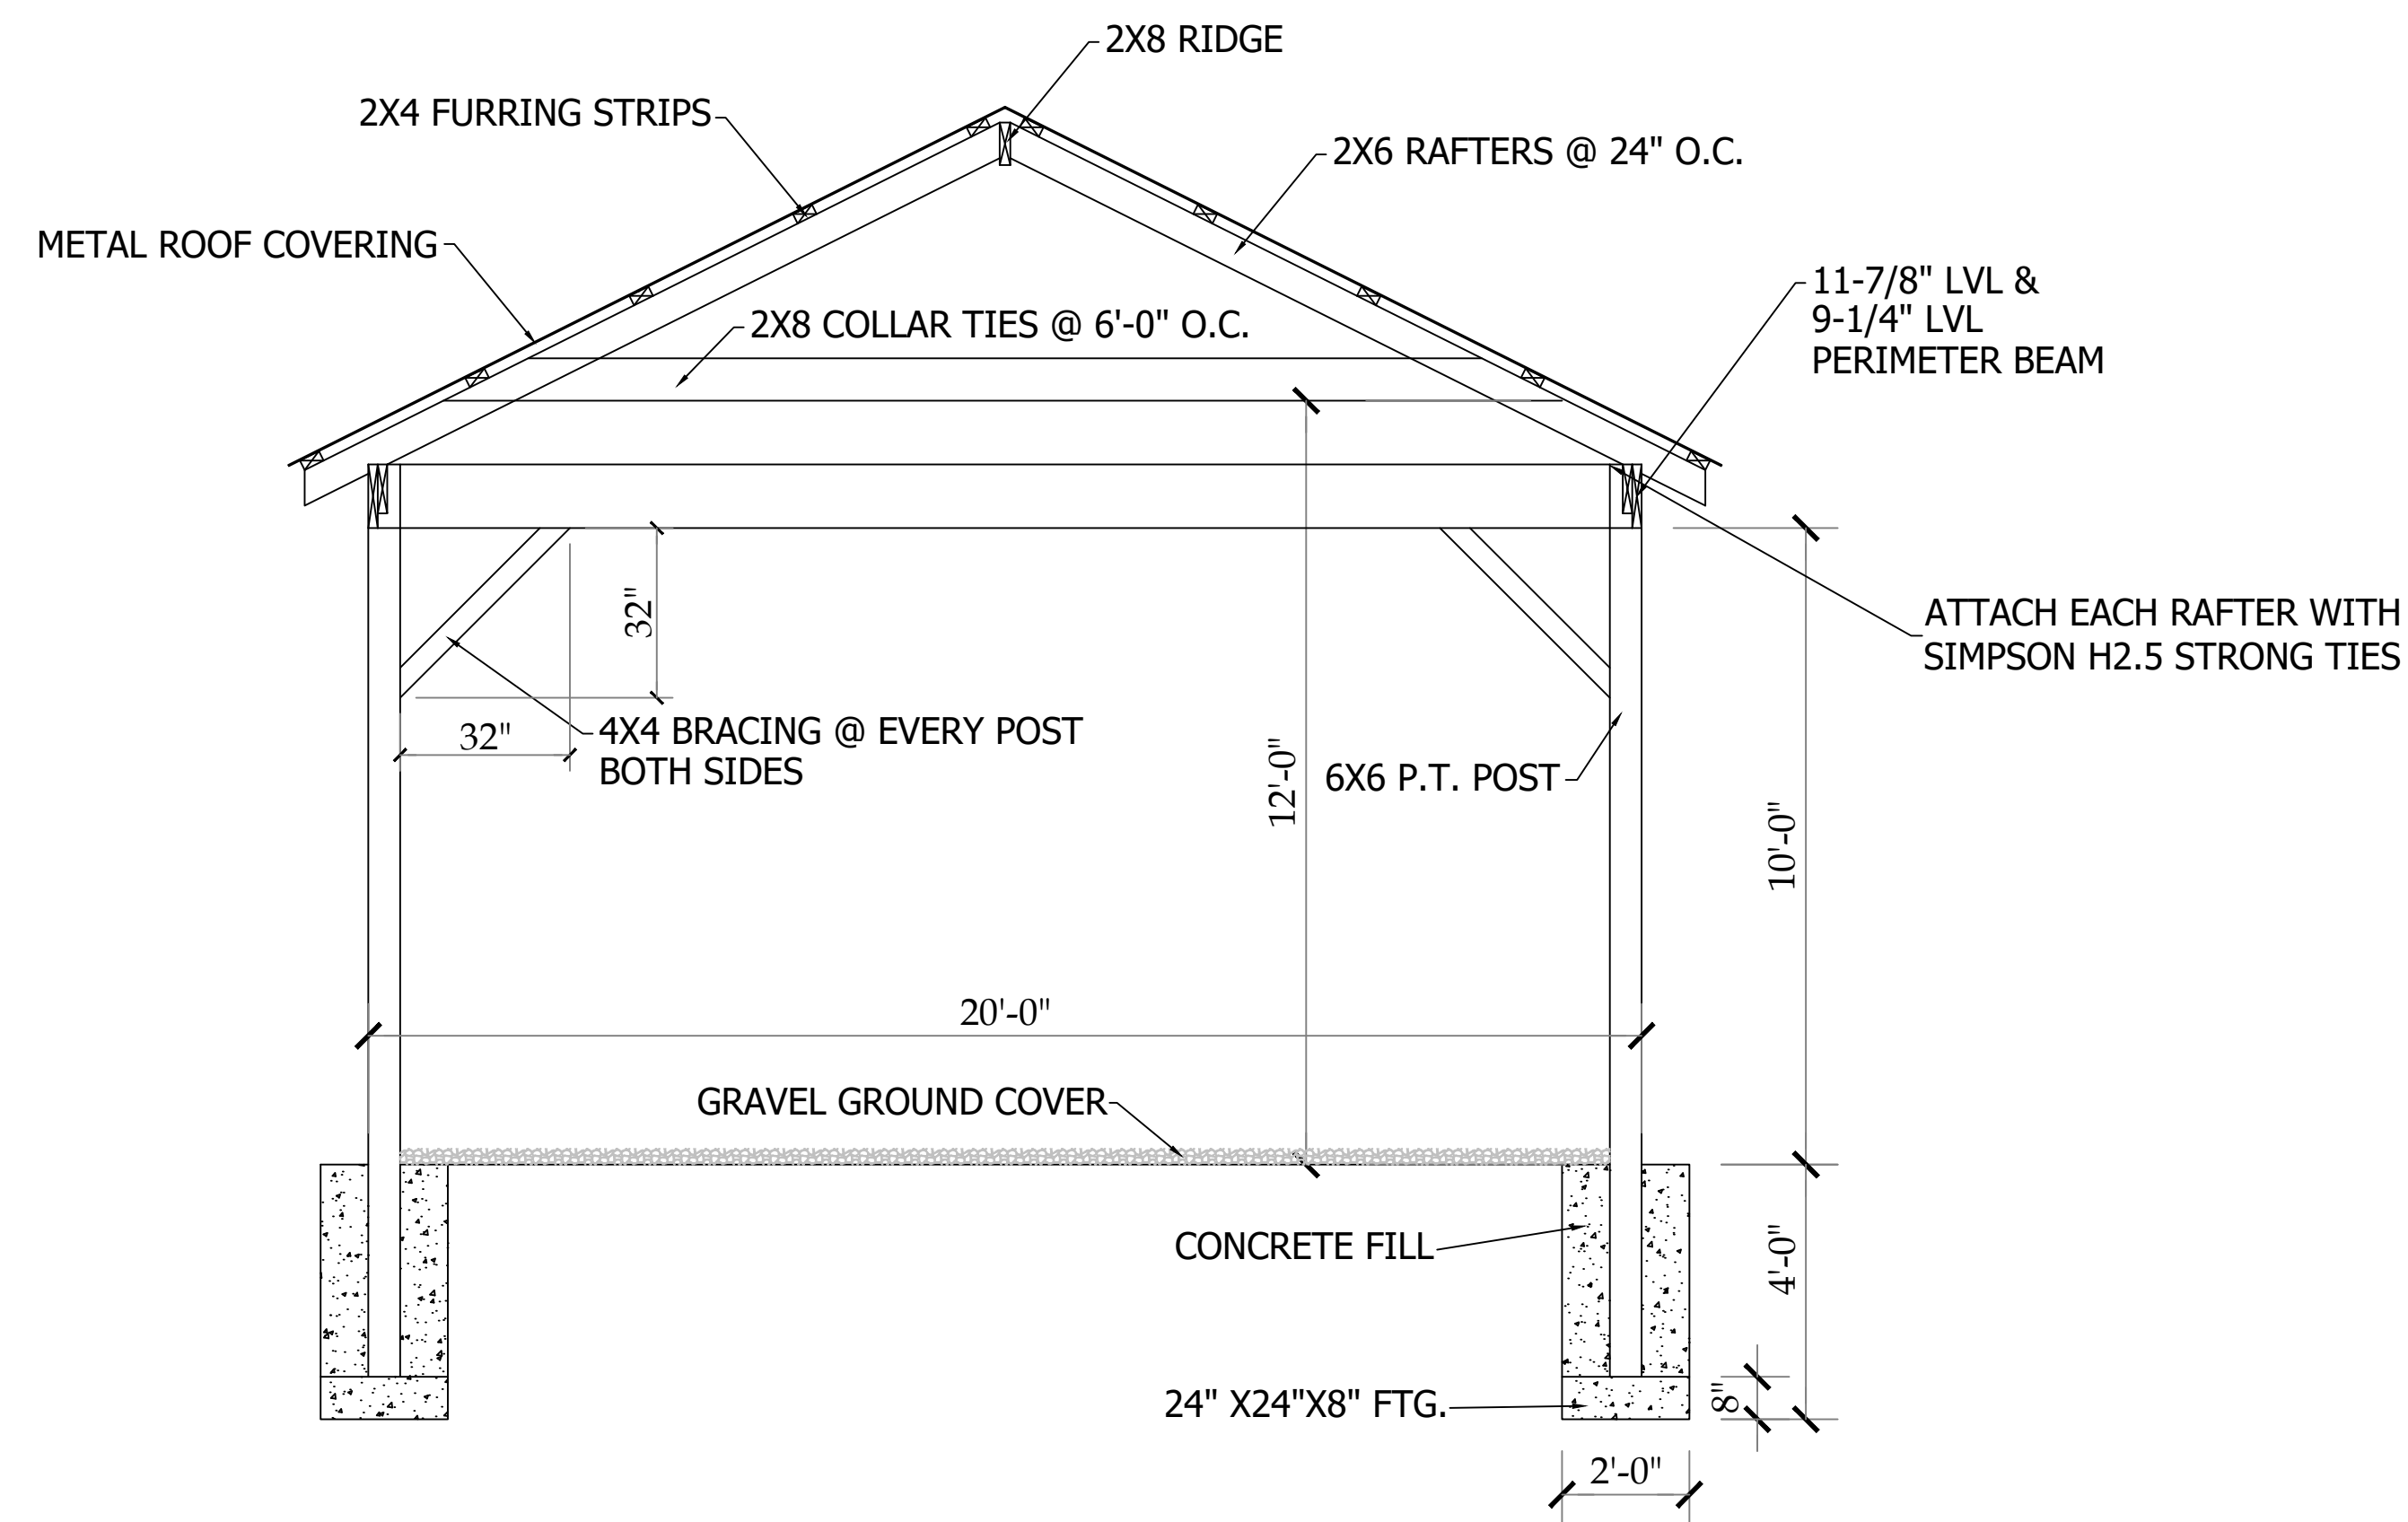 2X8 RIDGE
2X4 FURRING STRIPS
2X6 RAFTERS @ 24" O.C.
METAL ROOF COVERING
11-7/8" LVL &
9-1/4" LVL
PERIMETER BEAM
2X8 COLLAR TIES @ 6'-0" O.C.
32"
ATTACH EACH RAFTER WITH
SIMPSON H2.5 STRONG TIES
32"
4X4 BRACING @ EVERY POST
BOTH SIDES
12'-0"
6X6 P.T. POST
10'-0"
20'-0"
GRAVEL GROUND COVER
CONCRETE FILL
4'-0"
24" X24"X8" FTG.
8"
2'-0"